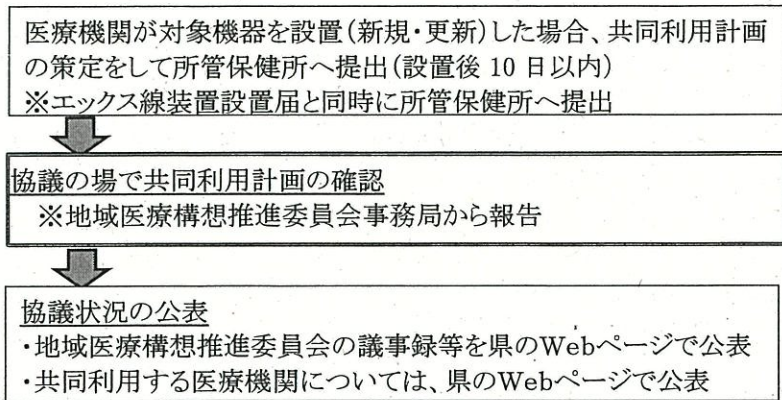 医療機関が対象機器を設置(新規・更新)した場合、共同利用計画
の策定をして所管保健所へ提出(設置後 10 日以内)
※エックス線装置設置届と同時に所管保健所へ提出
協議の場で共同利用計画の確認
※地域医療構想推進委員会事務局から報告
協議状況の公表
・地域医療構想推進委員会の議事録等を県のWebページで公表
・共同利用する医療機関については、県のWebページで公表